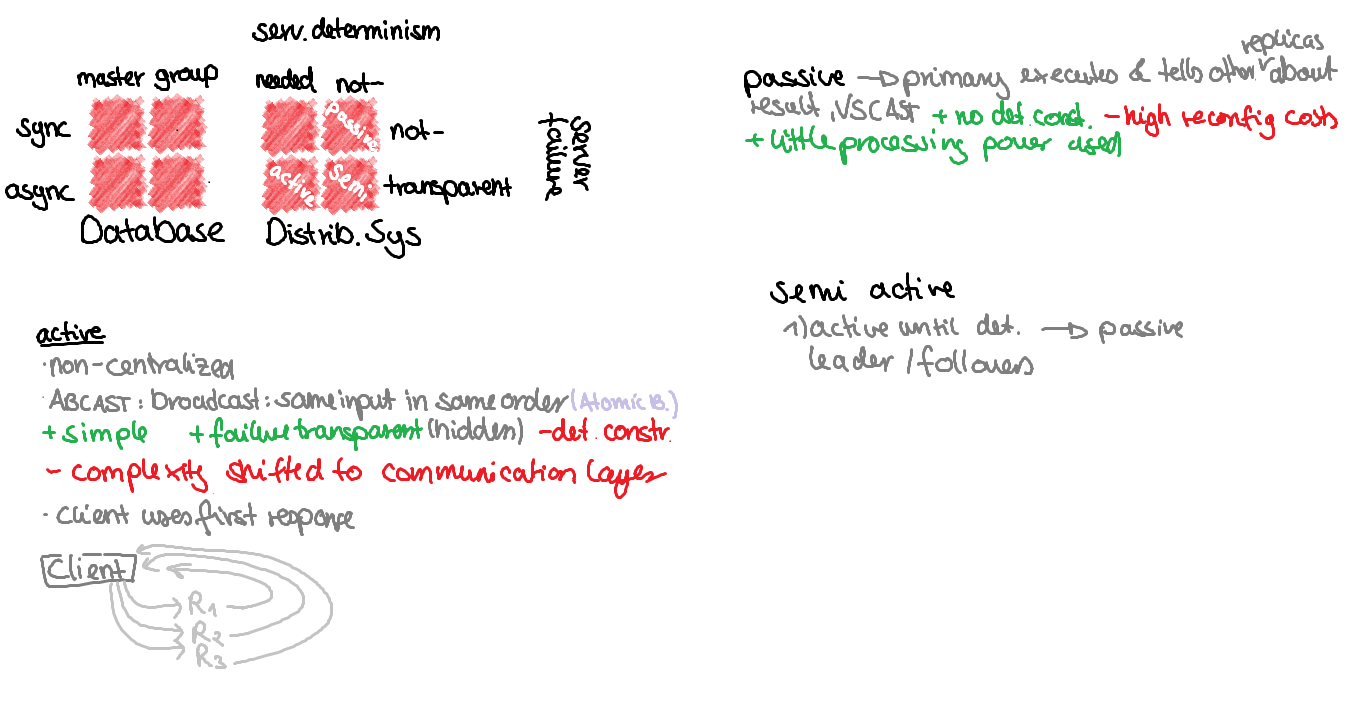 serv. determinism
master group
needed not-
sync
passive
not-
async
active
semi
transparent
Database
Distrib. Sys
server
failure
passive → primary executes & tells other replicas about
result, VSCAST + no det. const. - high reconfig costs
+ little processing power used
semi active
1) active until det. → passive
leader / followers
active
· non-centralized
· ABCAST: broadcast: same input in same order (Atomic B.)
+ simple + failure transparent (hidden) - det. constr.
- complexity shifted to communication layer
· client uses first response
Client
R1
R2
R3